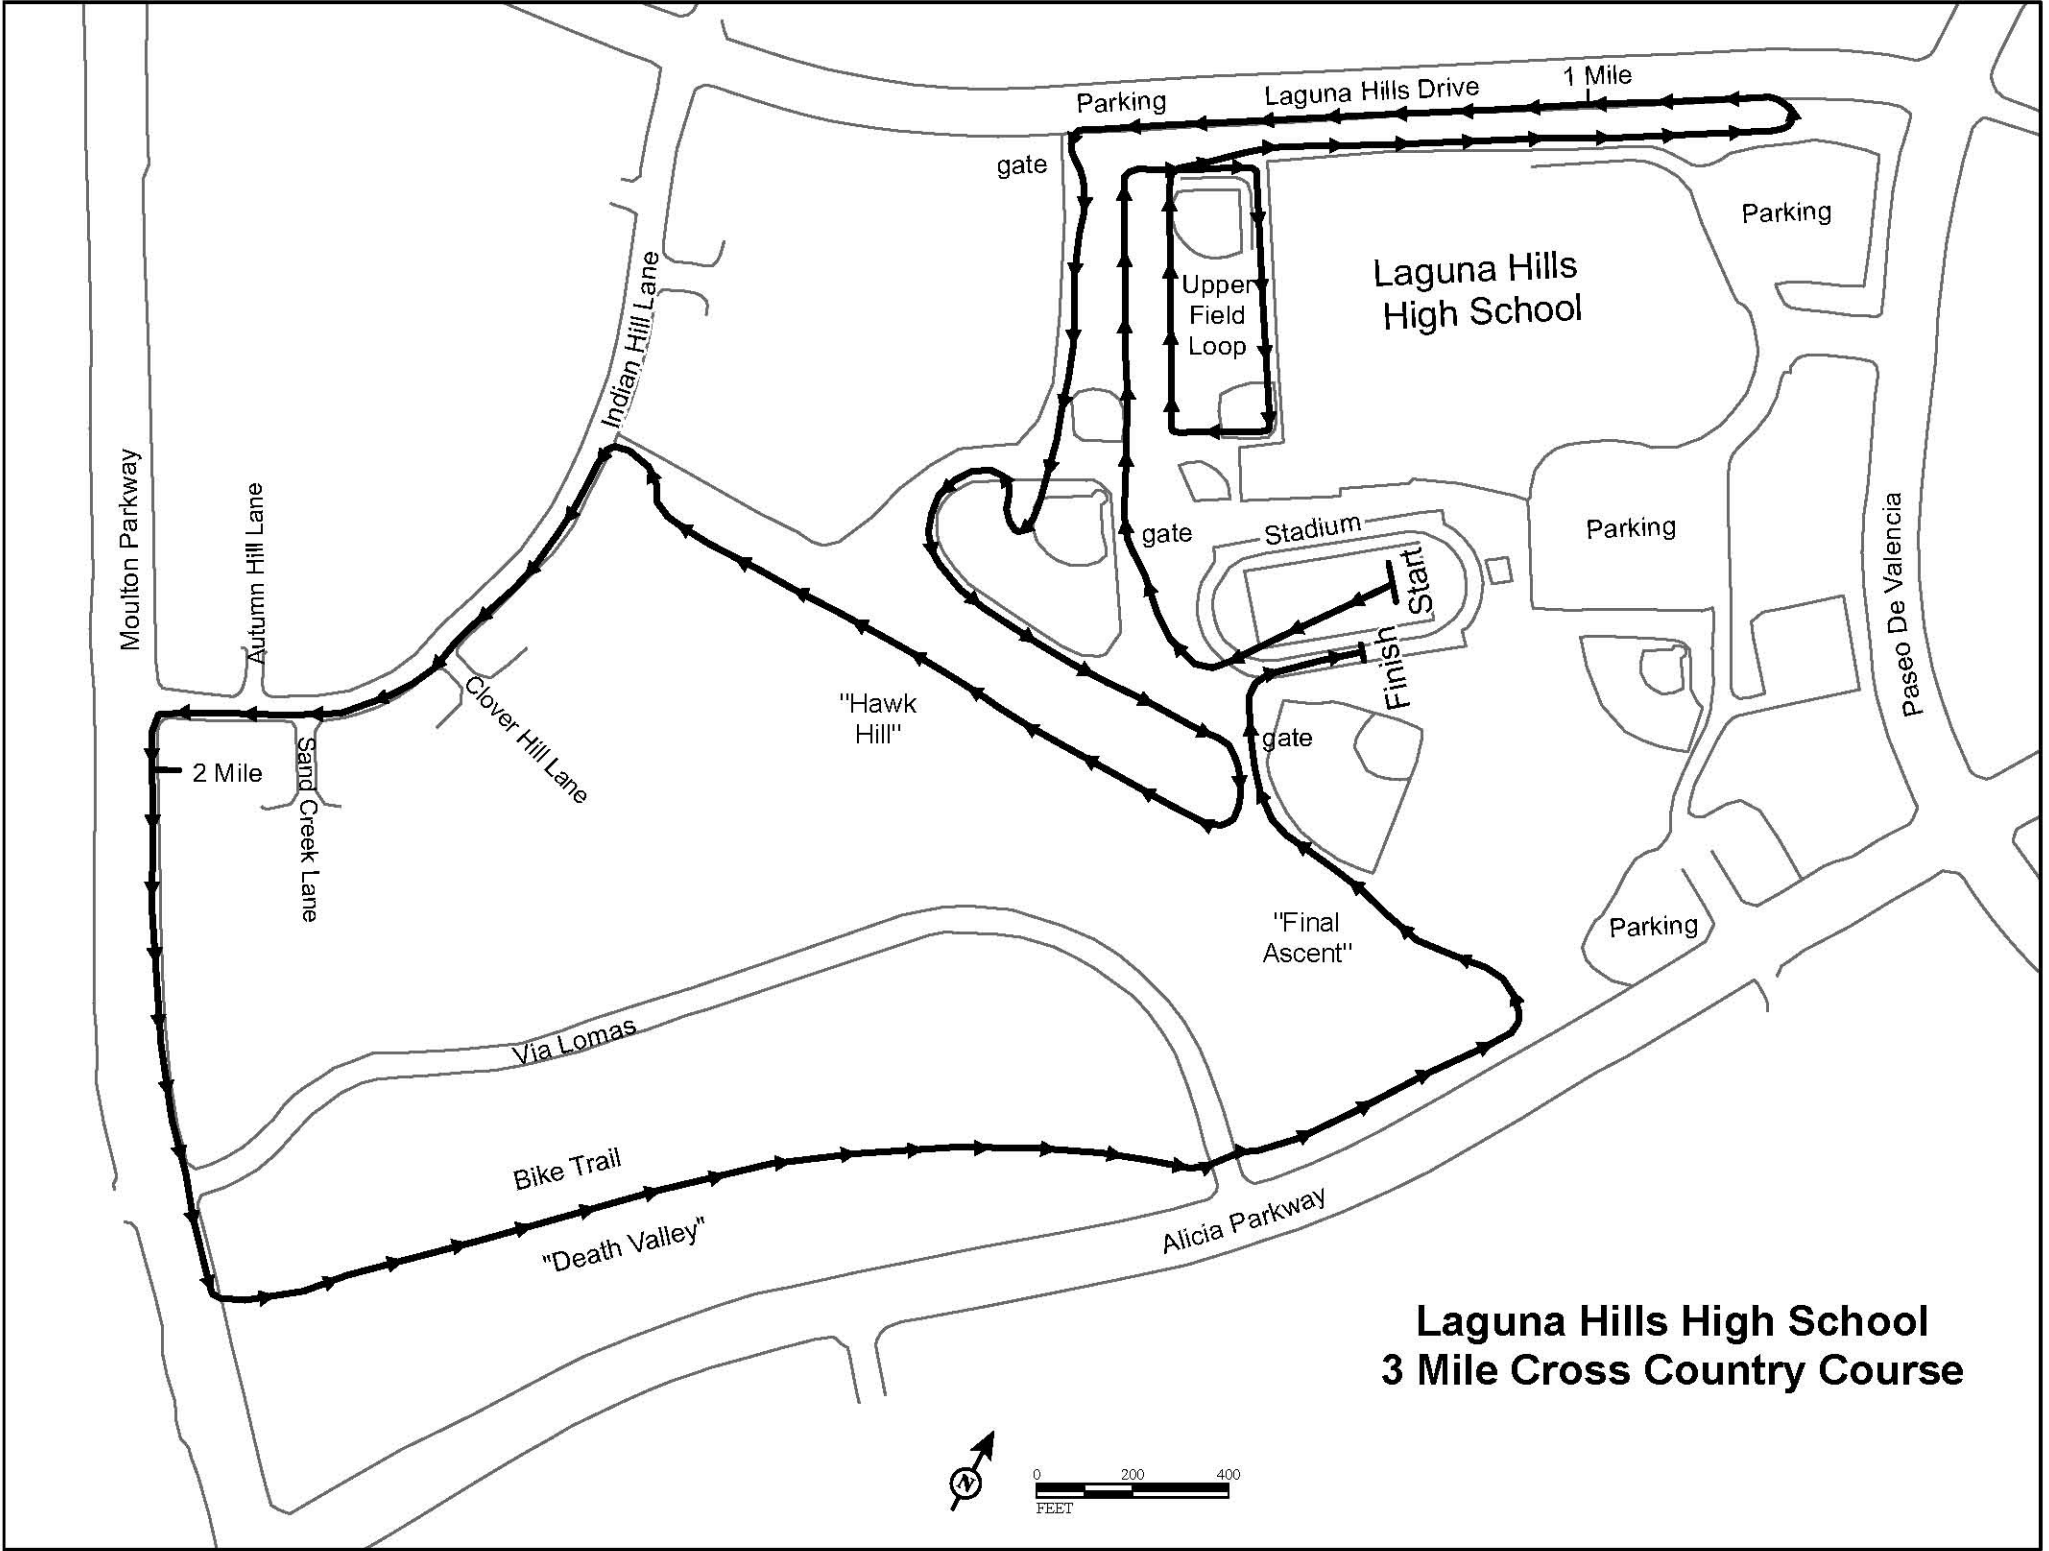 1 Mile
Parking
Laguna Hills Drive
gate
Parking
Laguna Hills
High School
Upper
Field
Loop
Indian Hill Lane
Moulton Parkway
Autumn Hill Lane
gate
Stadium
Start
Finish
Parking
Paseo De Valencia
"Hawk
Hill"
Clover Hill Lane
gate
2 Mile
Sand Creek Lane
"Final
Ascent"
Parking
Via Lomas
Bike Trail
"Death Valley"
Alicia Parkway
Laguna Hills High School
3 Mile Cross Country Course
N
0 200 400
FEET